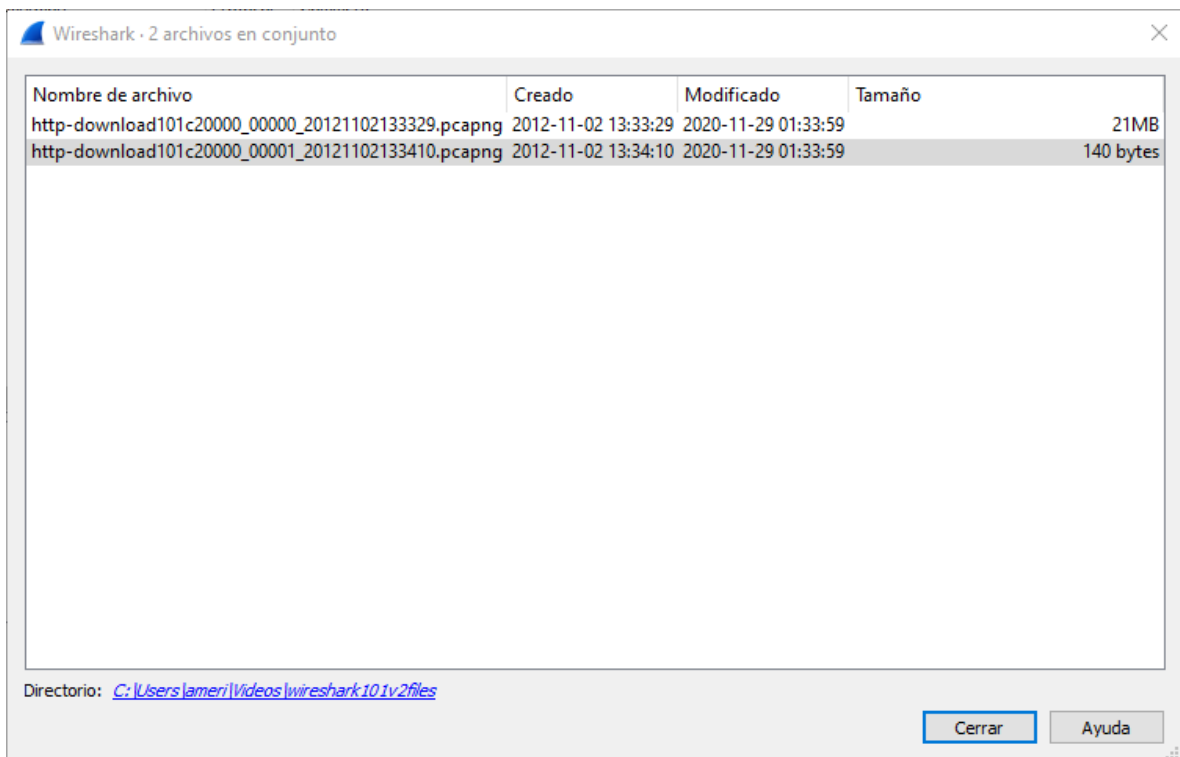 Wireshark · 2 archivos en conjunto
Nombre de archivo Creado Modificado Tamaño
http-download101c20000_00000_20121102133329.pcapng 2012-11-02 13:33:29 2020-11-29 01:33:59 21MB
http-download101c20000_00001_20121102133410.pcapng 2012-11-02 13:34:10 2020-11-29 01:33:59 140 bytes
Directorio: C:\Users\ameri\Videos\wireshark101v2files
Cerrar Ayuda